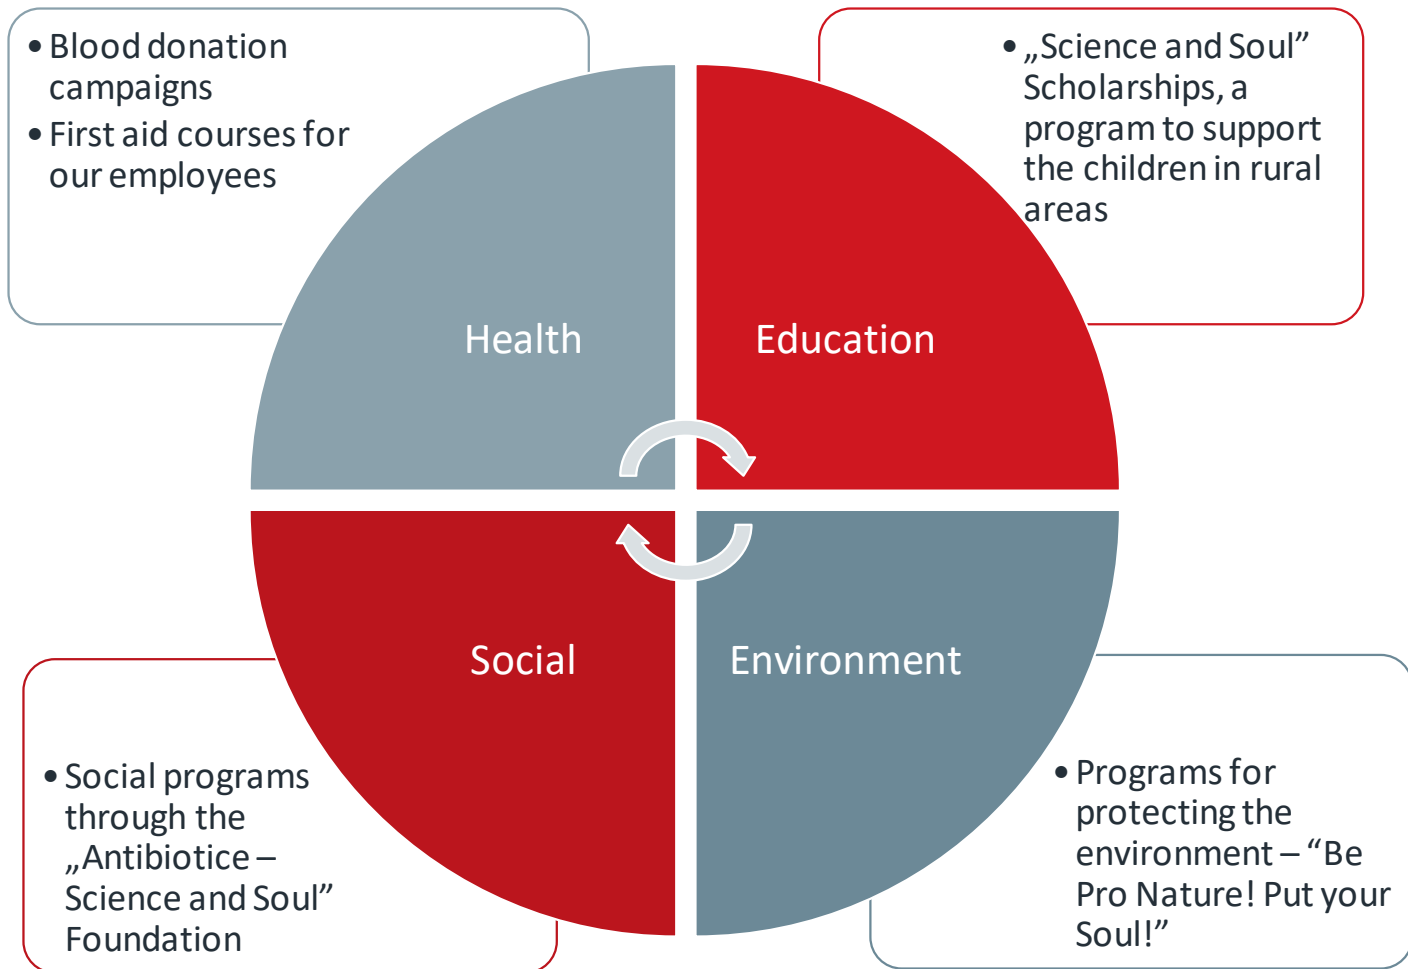 • Blood donation
campaigns
• First aid courses for
our employees
• „Science and Soul”
Scholarships, a
program to support
the children in rural
areas
Health
Education
Social
Environment
• Social programs
through the
„Antibiotice –
Science and Soul”
Foundation
• Programs for
protecting the
environment – “Be
Pro Nature! Put your
Soul!”